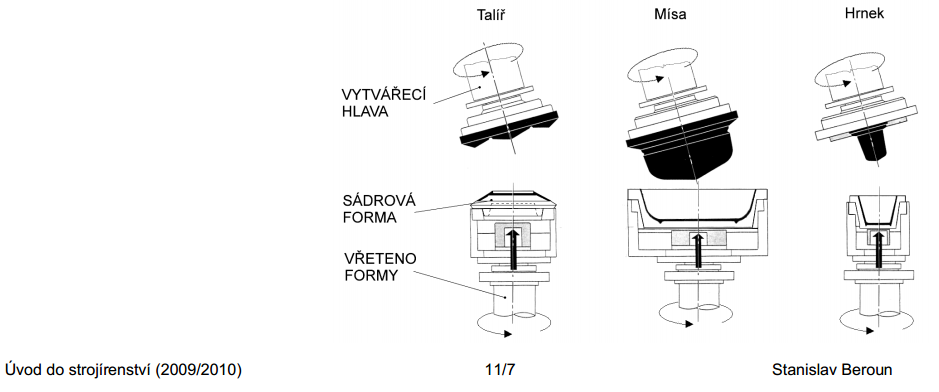 Talíř Mísa Hrnek
VYTVÁŘECÍ
HLAVA
SÁDROVÁ
FORMA
VŘETENO
FORMY
Úvod do strojírenství (2009/2010) 11/7 Stanislav Beroun